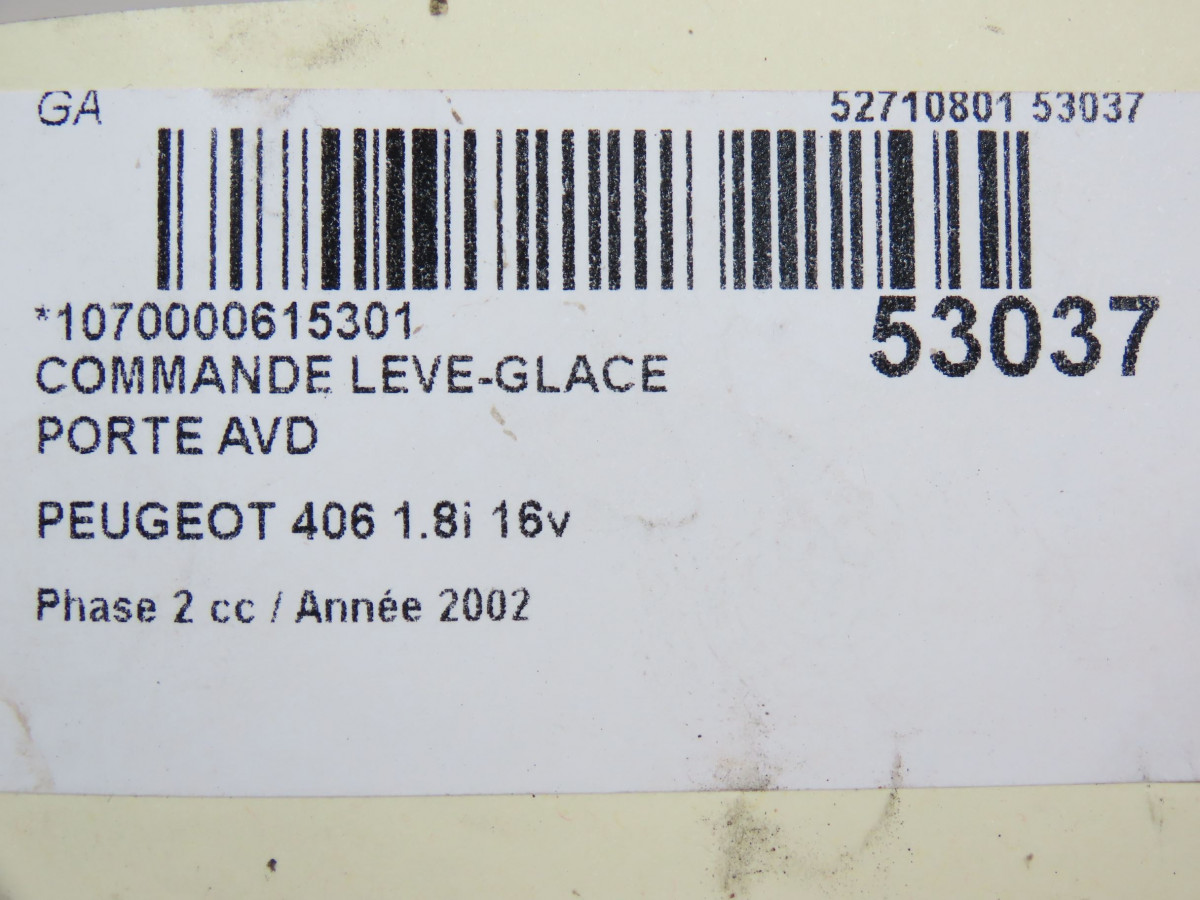 GA 52710801 53037
*1070000615301 53037
COMMANDE LEVE-GLACE
PORTE AVD
PEUGEOT 406 1.8i 16v
Phase 2 cc / Année 2002